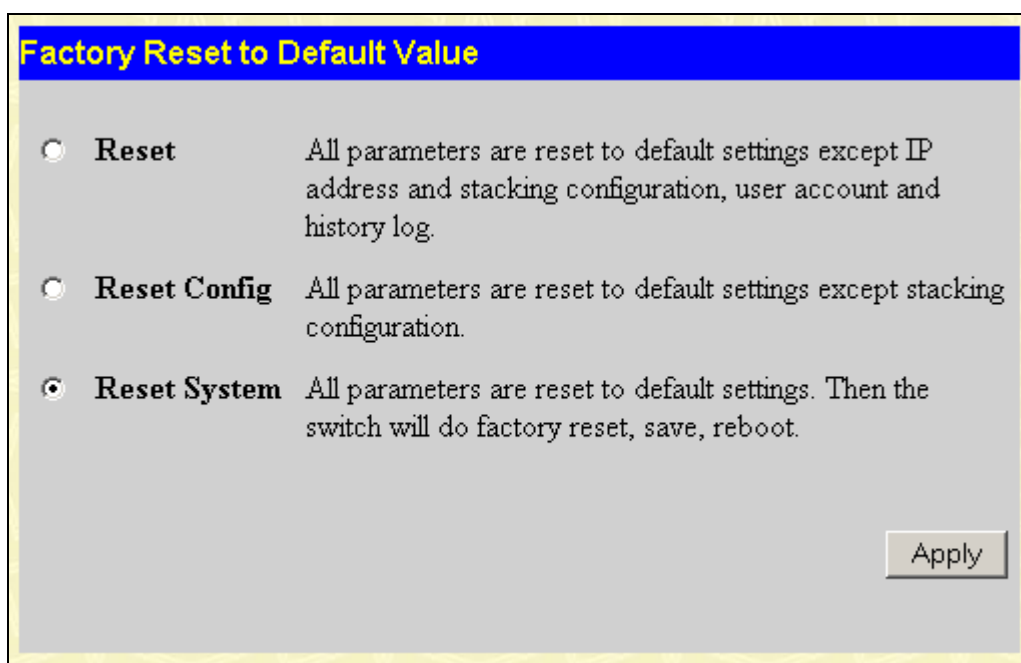 Factory Reset to Default Value
Reset All parameters are reset to default settings except IP
address and stacking configuration, user account and
history log.
Reset Config All parameters are reset to default settings except stacking
configuration.
Reset System All parameters are reset to default settings. Then the
switch will do factory reset, save, reboot.
Apply